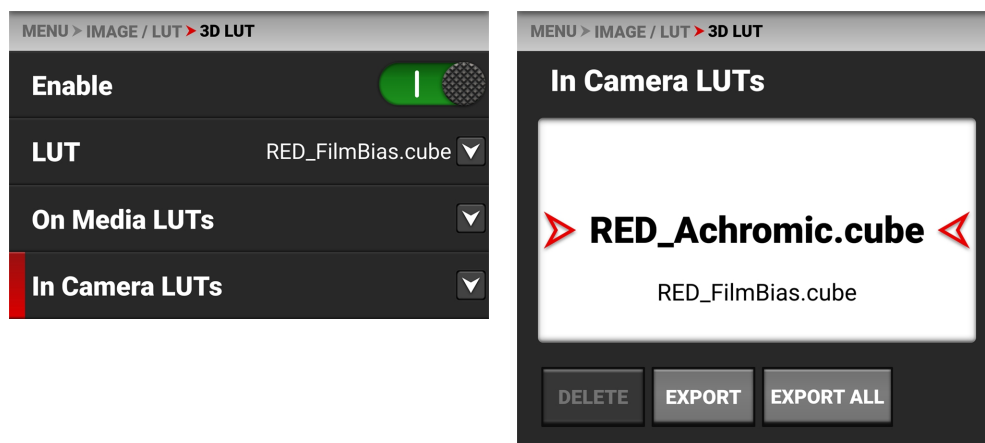 MENU > IMAGE / LUT > 3D LUT
Enable
LUT RED_FilmBias.cube
On Media LUTs
In Camera LUTs
MENU > IMAGE / LUT > 3D LUT
In Camera LUTs
RED_Achromic.cube
RED_FilmBias.cube
DELETE EXPORT EXPORT ALL